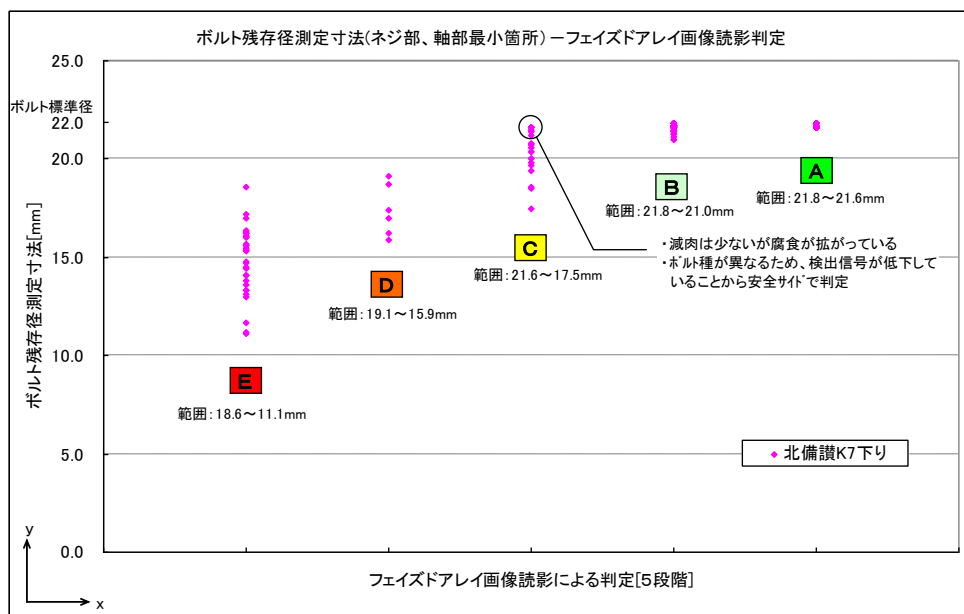 ボルト残存径測定寸法(ネジ部、軸部最小箇所)－フェイズドアレイ画像読影判定
25.0
ボルト標準径
22.0
20.0
15.0
10.0
5.0
0.0
ボルト残存径測定寸法[mm]
A
範囲:21.8～21.6mm
B
範囲:21.8～21.0mm
C
範囲:21.6～17.5mm
D
範囲:19.1～15.9mm
E
範囲:18.6～11.1mm
・減肉は少ないが腐食が拡がっている
・ボルト種が異なるため、検出信号が低下して
いることから安全サイドで判定
北備讃K7下り
y
x
フェイズドアレイ画像読影による判定[5段階]